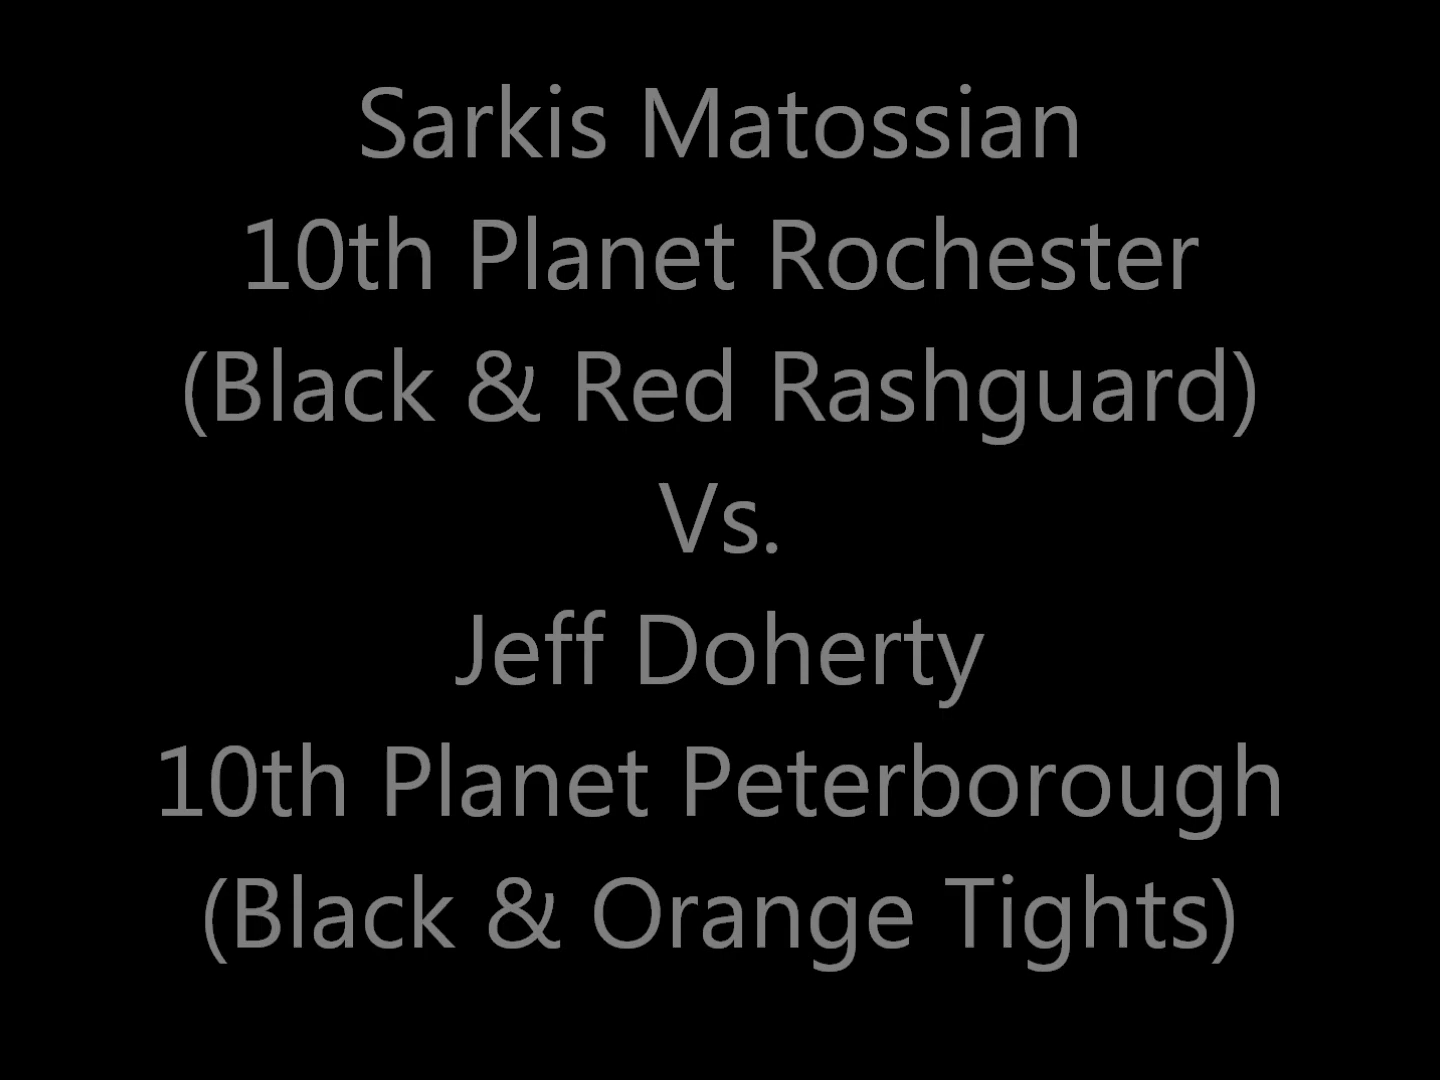 Sarkis Matossian
10th Planet Rochester
(Black & Red Rashguard)
Vs.
Jeff Doherty
10th Planet Peterborough
(Black & Orange Tights)